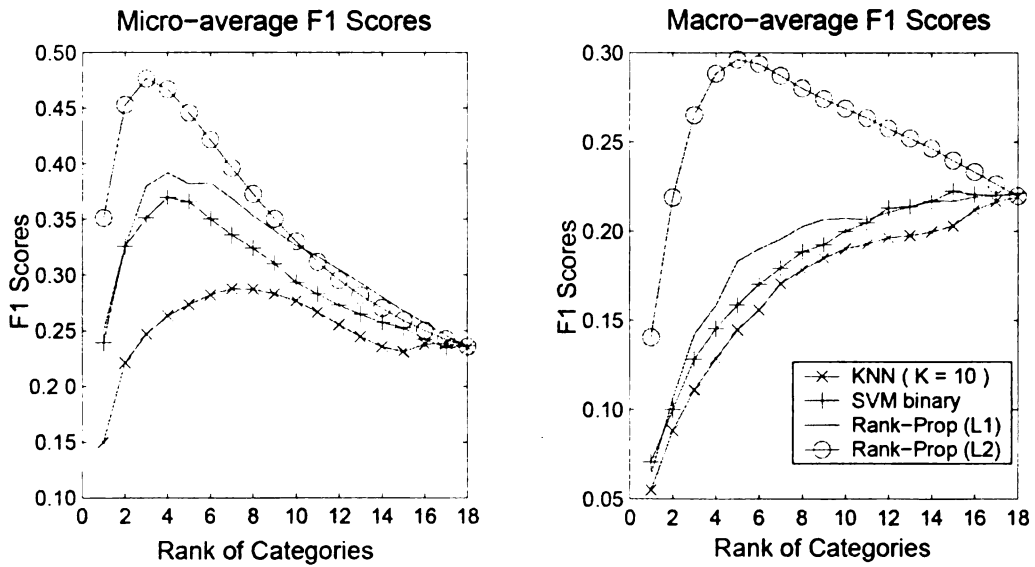 Micro-average F1 Scores
0.50
0.45
0.40
0.35
0.30
0.25
0.20
0.15
0.10
F1 Scores
0 2 4 6 8 10 12 14 16 18
Rank of Categories
Macro-average F1 Scores
0.30
0.25
0.20
0.15
0.10
0.05
F1 Scores
0 2 4 6 8 10 12 14 16 18
Rank of Categories
KNN ( K = 10 )
SVM binary
Rank-Prop (L1)
Rank-Prop (L2)